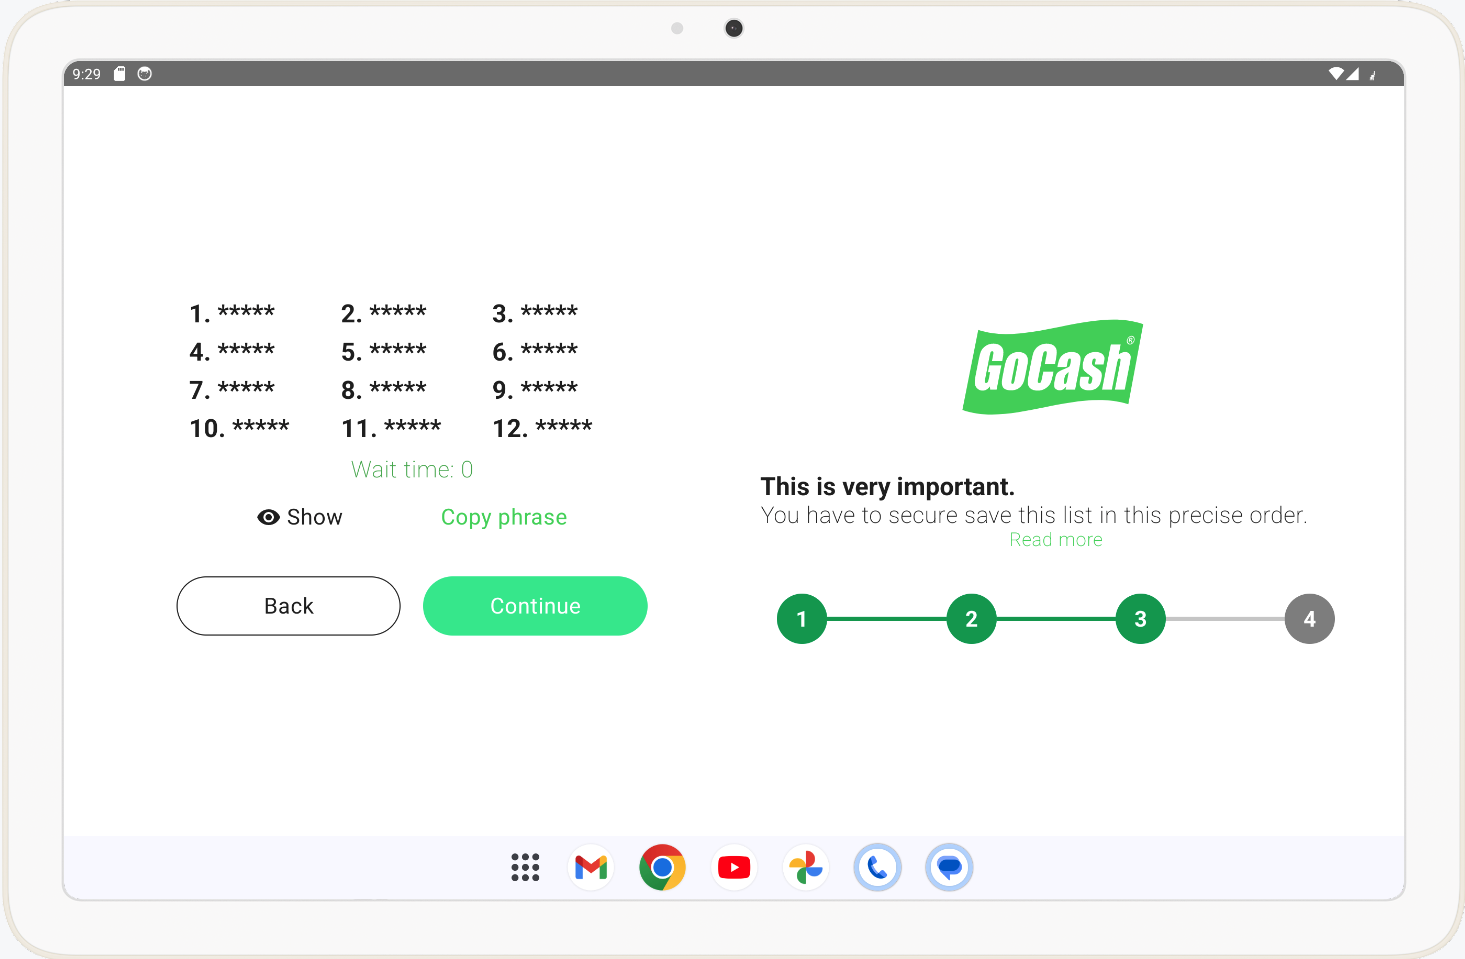 9:29
1. ***** 2. ***** 3. *****
4. ***** 5. ***** 6. *****
7. ***** 8. ***** 9. *****
10. ***** 11. ***** 12. *****
Wait time: 0
Show Copy phrase
Back Continue
GoCash®
This is very important.
You have to secure save this list in this precise order.
Read more
1 2 3 4